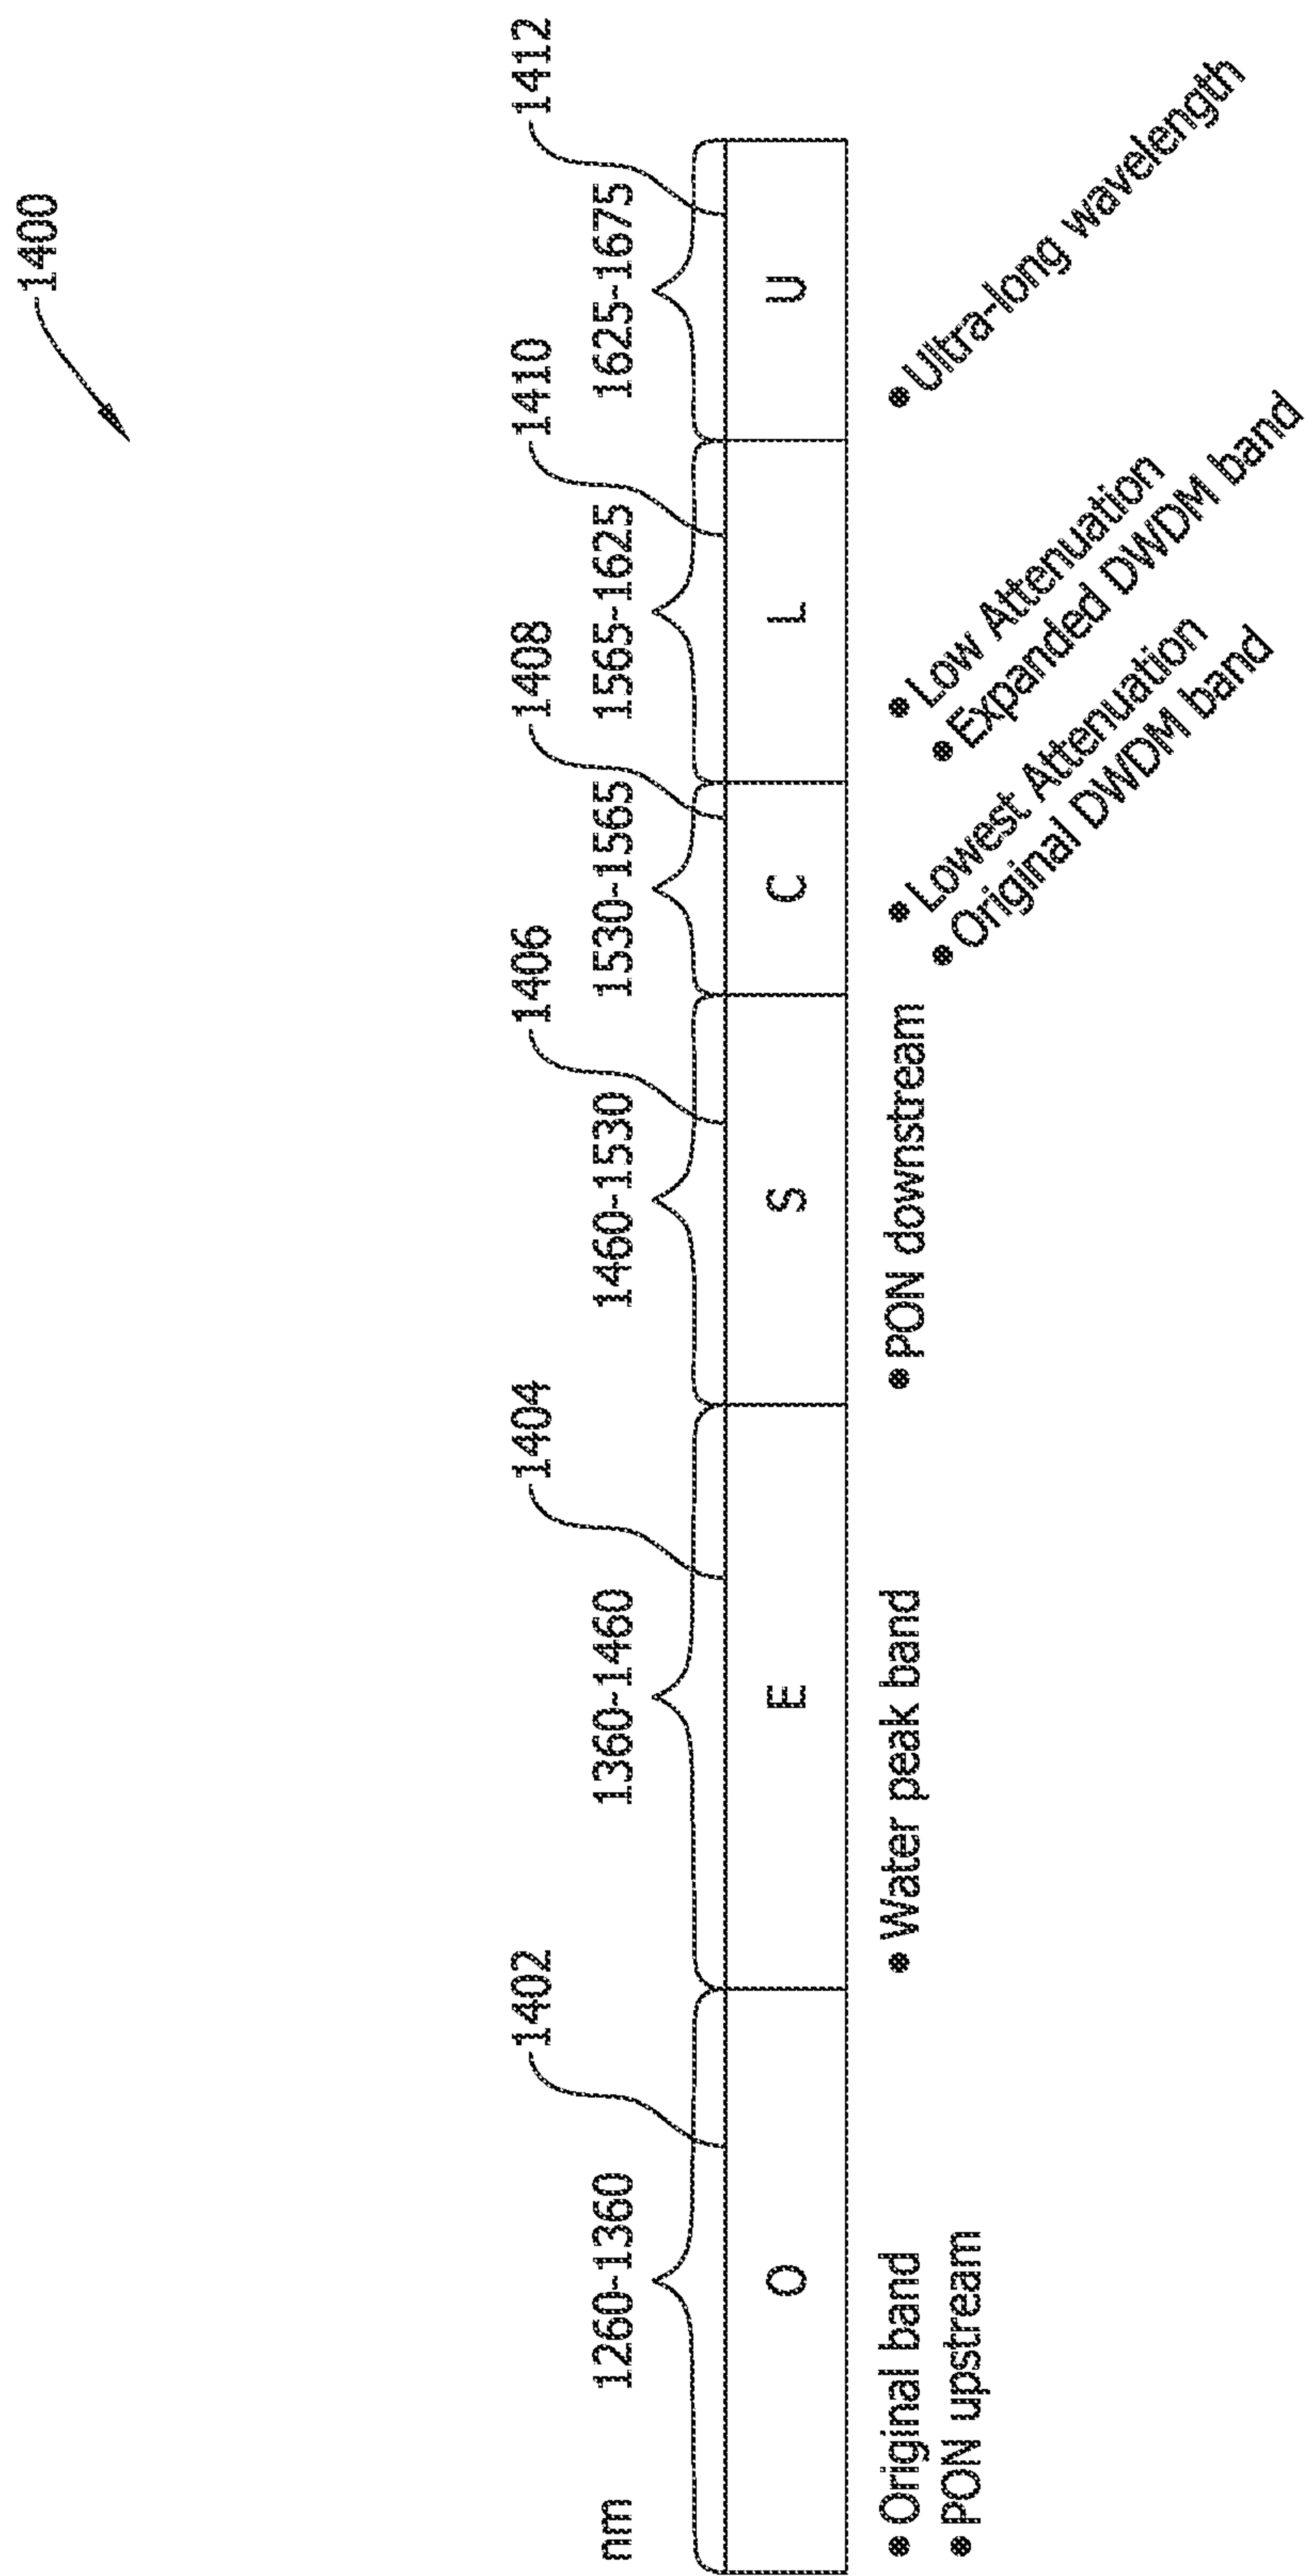 1400
1402
1404
1406
1408
1410
1412
nm
1260-1360
1360-1460
1460-1530
1530-1565
1565-1625
1625-1675
O
E
S
C
L
U
• Original band
• PON upstream
• Water peak band
• PON downstream
• Lowest Attenuation
• Original DWDM band
• Low Attenuation
• Expanded DWDM band
• Ultra-long wavelength